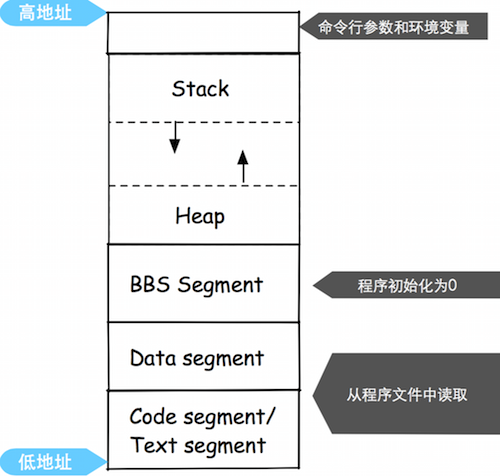 高地址
命令行参数和环境变量
Stack
Heap
BBS Segment
程序初始化为0
Data segment
从程序文件中读取
Code segment/
Text segment
低地址